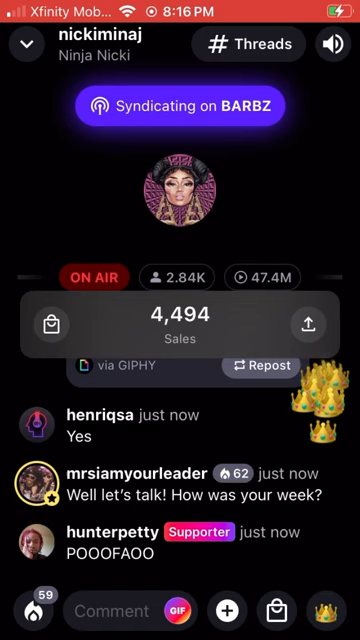 Xfinity Mob... 8:16 PM
nickiminaj
Ninja Nicki
# Threads
Syndicating on BARBZ
ON AIR 2.84K 47.4M
4,494
Sales
via GIPHY Repost
henriqsa just now
Yes
mrsiamyourleader 62 just now
Well let's talk! How was your week?
hunterpetty Supporter just now
POOOFAOO
59
Comment GIF